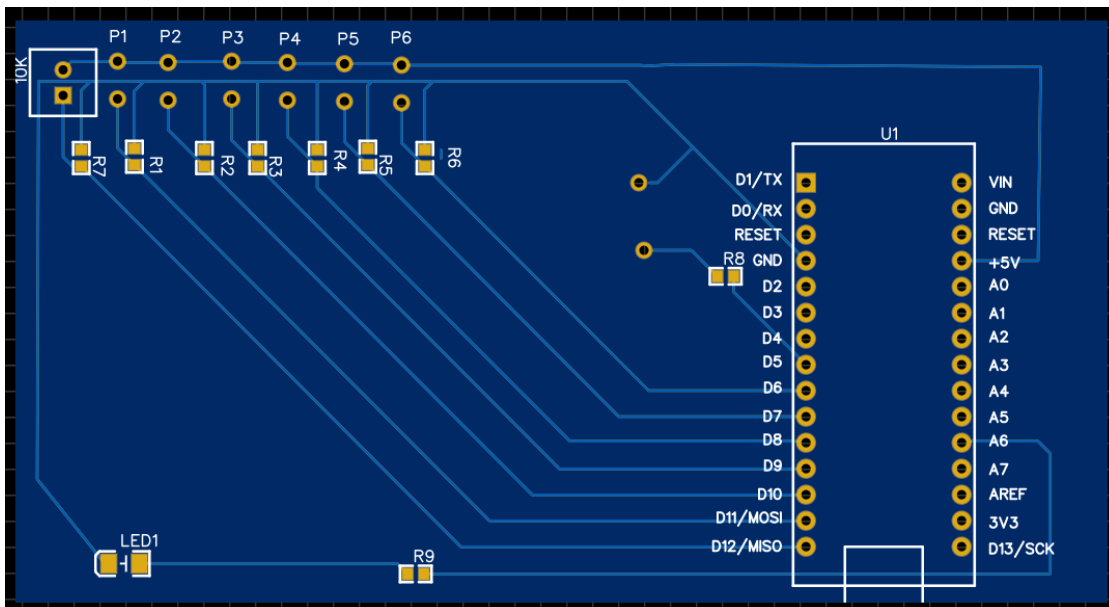 P1 P2 P3 P4 P5 P6
10K
R7 R1 R2 R3 R4 R5 R6
U1
D1/TX VIN
D0/RX GND
RESET RESET
GND +5V
R8
D2 A0
D3 A1
D4 A2
D5 A3
D6 A4
D7 A5
D8 A6
D9 A7
D10 AREF
D11/MOSI 3V3
D12/MISO D13/SCK
LED1
R9